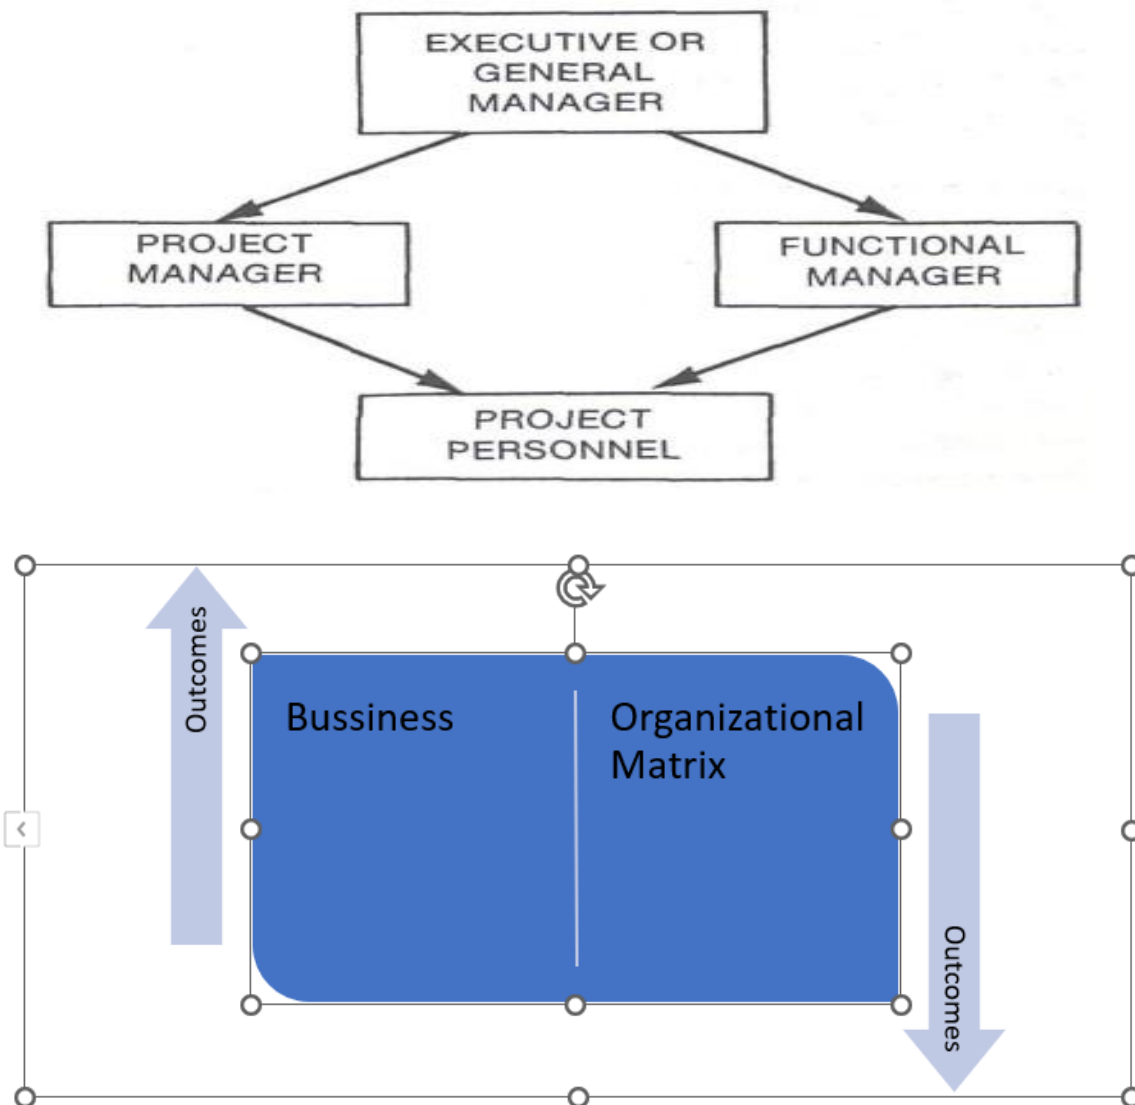 EXECUTIVE OR
GENERAL
MANAGER
PROJECT
MANAGER
FUNCTIONAL
MANAGER
PROJECT
PERSONNEL
Outcomes
Bussiness
Organizational
Matrix
Outcomes